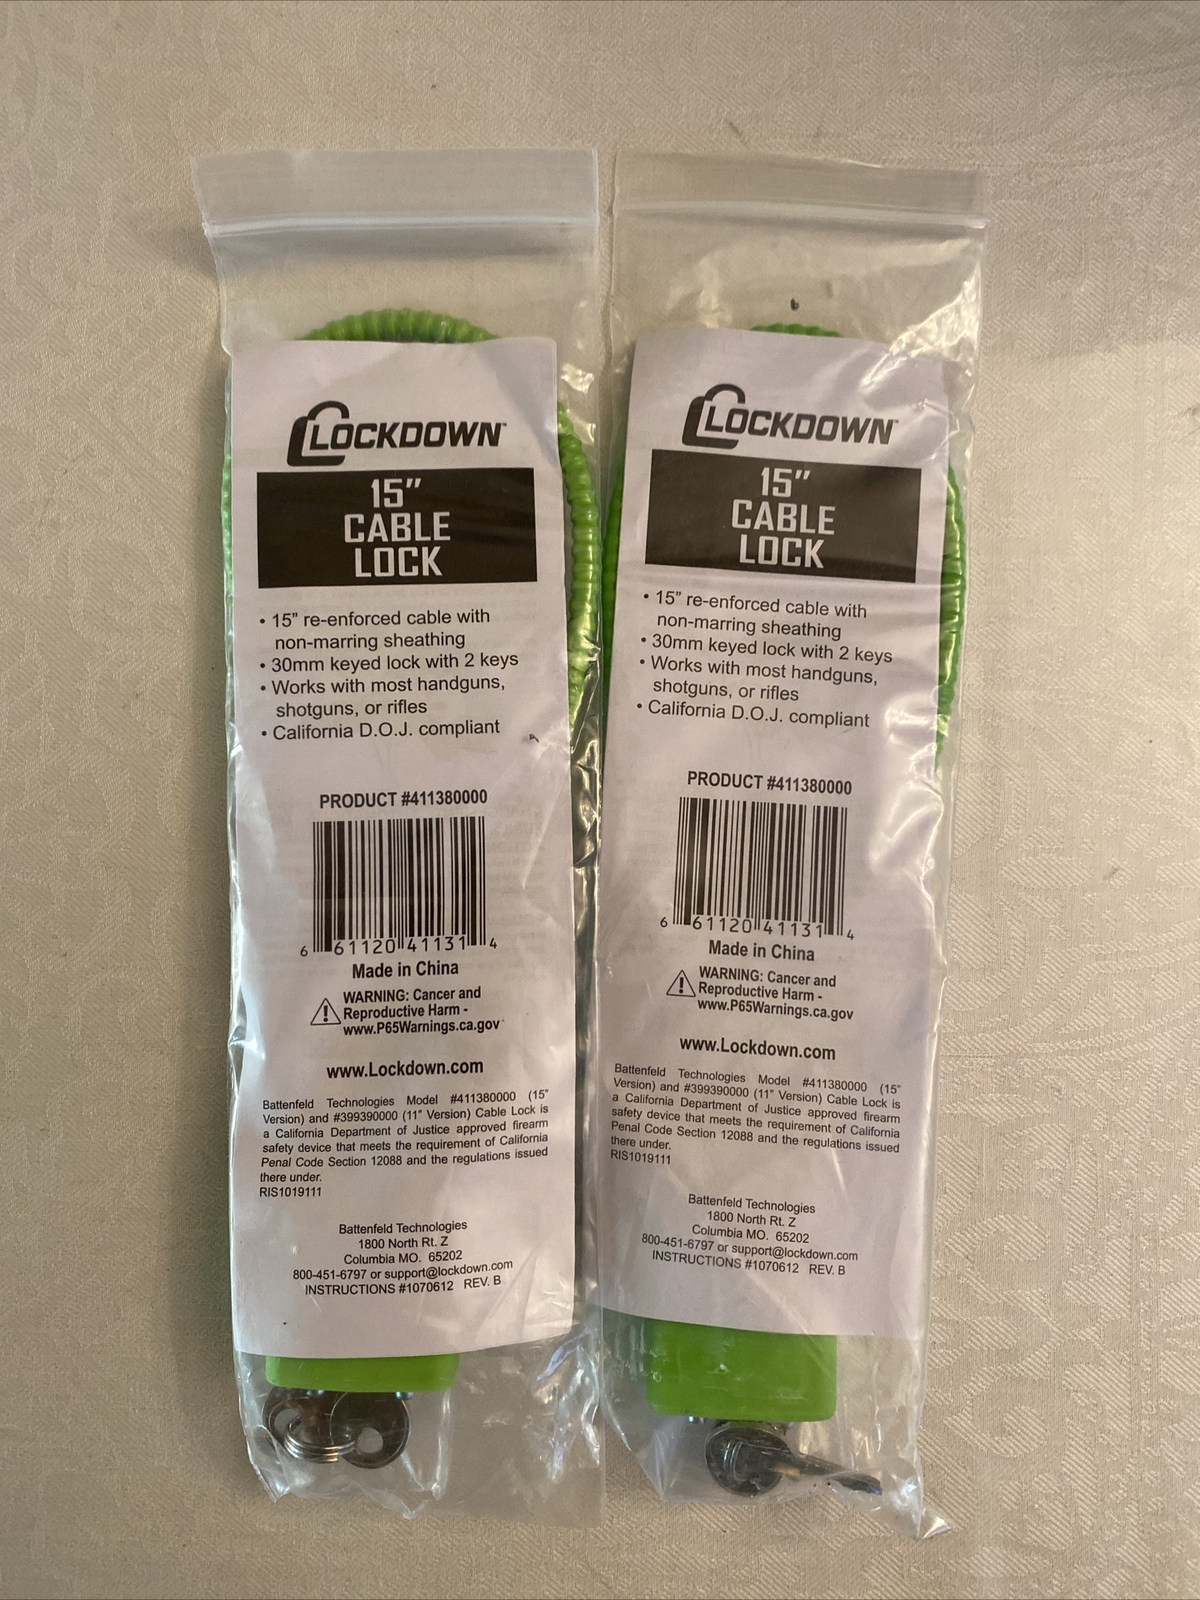 LOCKDOWN™
15"
CABLE
LOCK
• 15" re-enforced cable with
non-marring sheathing
• 30mm keyed lock with 2 keys
• Works with most handguns,
shotguns, or rifles
• California D.O.J. compliant
PRODUCT #411380000
6 61120 41131 4
Made in China
WARNING: Cancer and
Reproductive Harm -
www.P65Warnings.ca.gov
www.Lockdown.com
Battenfeld Technologies Model #411380000 (15"
Version) and #399390000 (11" Version) Cable Lock is
a California Department of Justice approved firearm
safety device that meets the requirement of California
Penal Code Section 12088 and the regulations issued
there under.
RIS1019111
Battenfeld Technologies
1800 North Rt. Z
Columbia MO. 65202
800-451-6797 or support@lockdown.com
INSTRUCTIONS #1070612 REV. B
LOCKDOWN™
15"
CABLE
LOCK
• 15" re-enforced cable with
non-marring sheathing
• 30mm keyed lock with 2 keys
• Works with most handguns,
shotguns, or rifles
• California D.O.J. compliant
PRODUCT #411380000
6 61120 41131 4
Made in China
WARNING: Cancer and
Reproductive Harm -
www.P65Warnings.ca.gov
www.Lockdown.com
Battenfeld Technologies Model #411380000 (15"
Version) and #399390000 (11" Version) Cable Lock is
a California Department of Justice approved firearm
safety device that meets the requirement of California
Penal Code Section 12088 and the regulations issued
there under.
RIS1019111
Battenfeld Technologies
1800 North Rt. Z
Columbia MO. 65202
800-451-6797 or support@lockdown.com
INSTRUCTIONS #1070612 REV. B